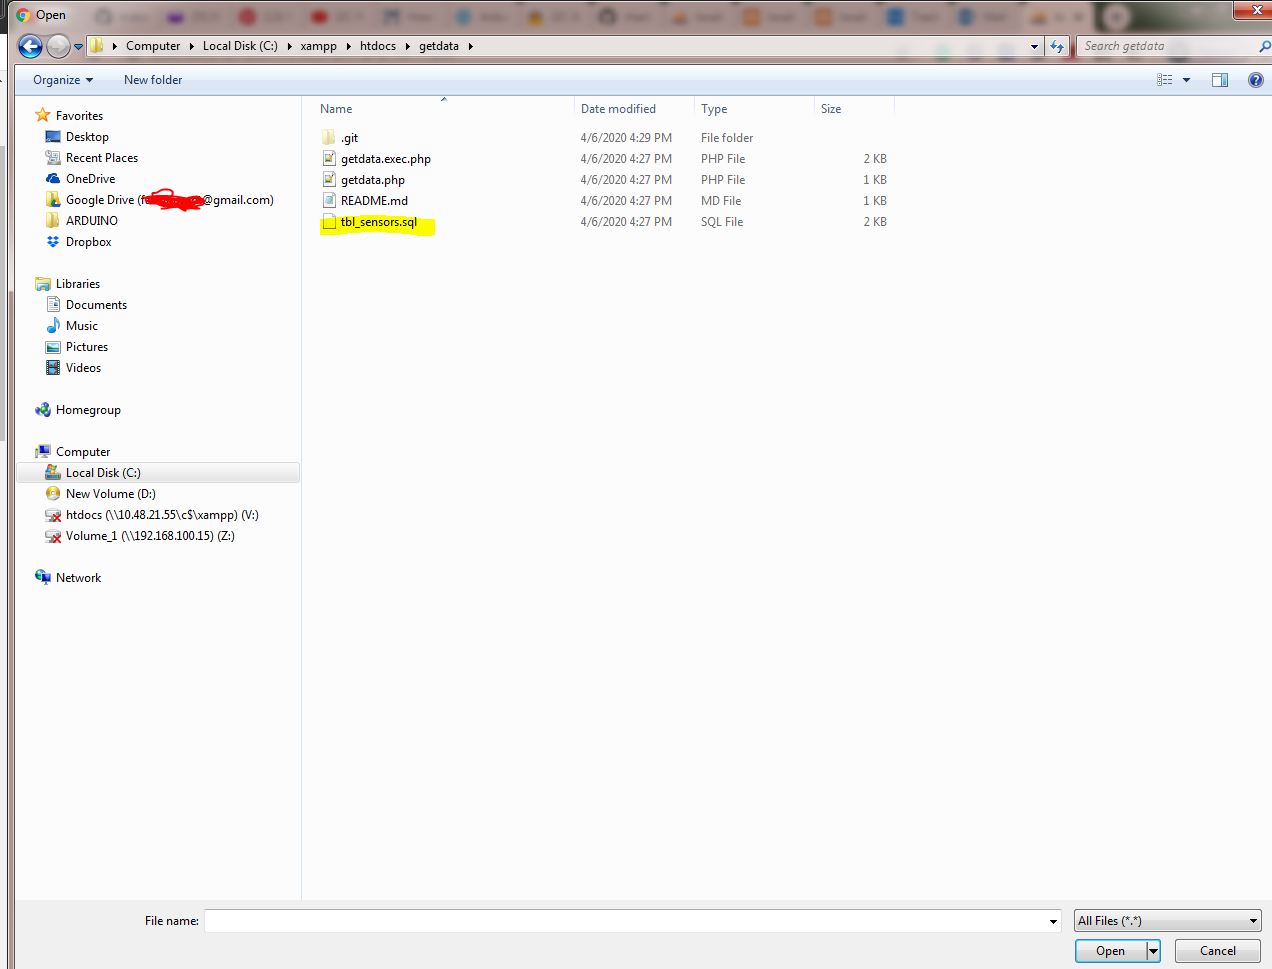 Open
Computer Local Disk (C:) xampp htdocs getdata Search getdata
Organize New folder
Name Date modified Type Size
Favorites
Desktop
Recent Places
OneDrive
Google Drive ( @gmail.com)
ARDUINO
Dropbox
Libraries
Documents
Music
Pictures
Videos
Homegroup
Computer
Local Disk (C:)
New Volume (D:)
htdocs (\\10.48.21.55\c$\xampp) (V:)
Volume_1 (\\192.168.100.15) (Z:)
Network
.git 4/6/2020 4:29 PM File folder
getdata.exec.php 4/6/2020 4:27 PM PHP File 2 KB
getdata.php 4/6/2020 4:27 PM PHP File 1 KB
README.md 4/6/2020 4:27 PM MD File 1 KB
tbl_sensors.sql 4/6/2020 4:27 PM SQL File 2 KB
File name: All Files (*.*)
Open Cancel